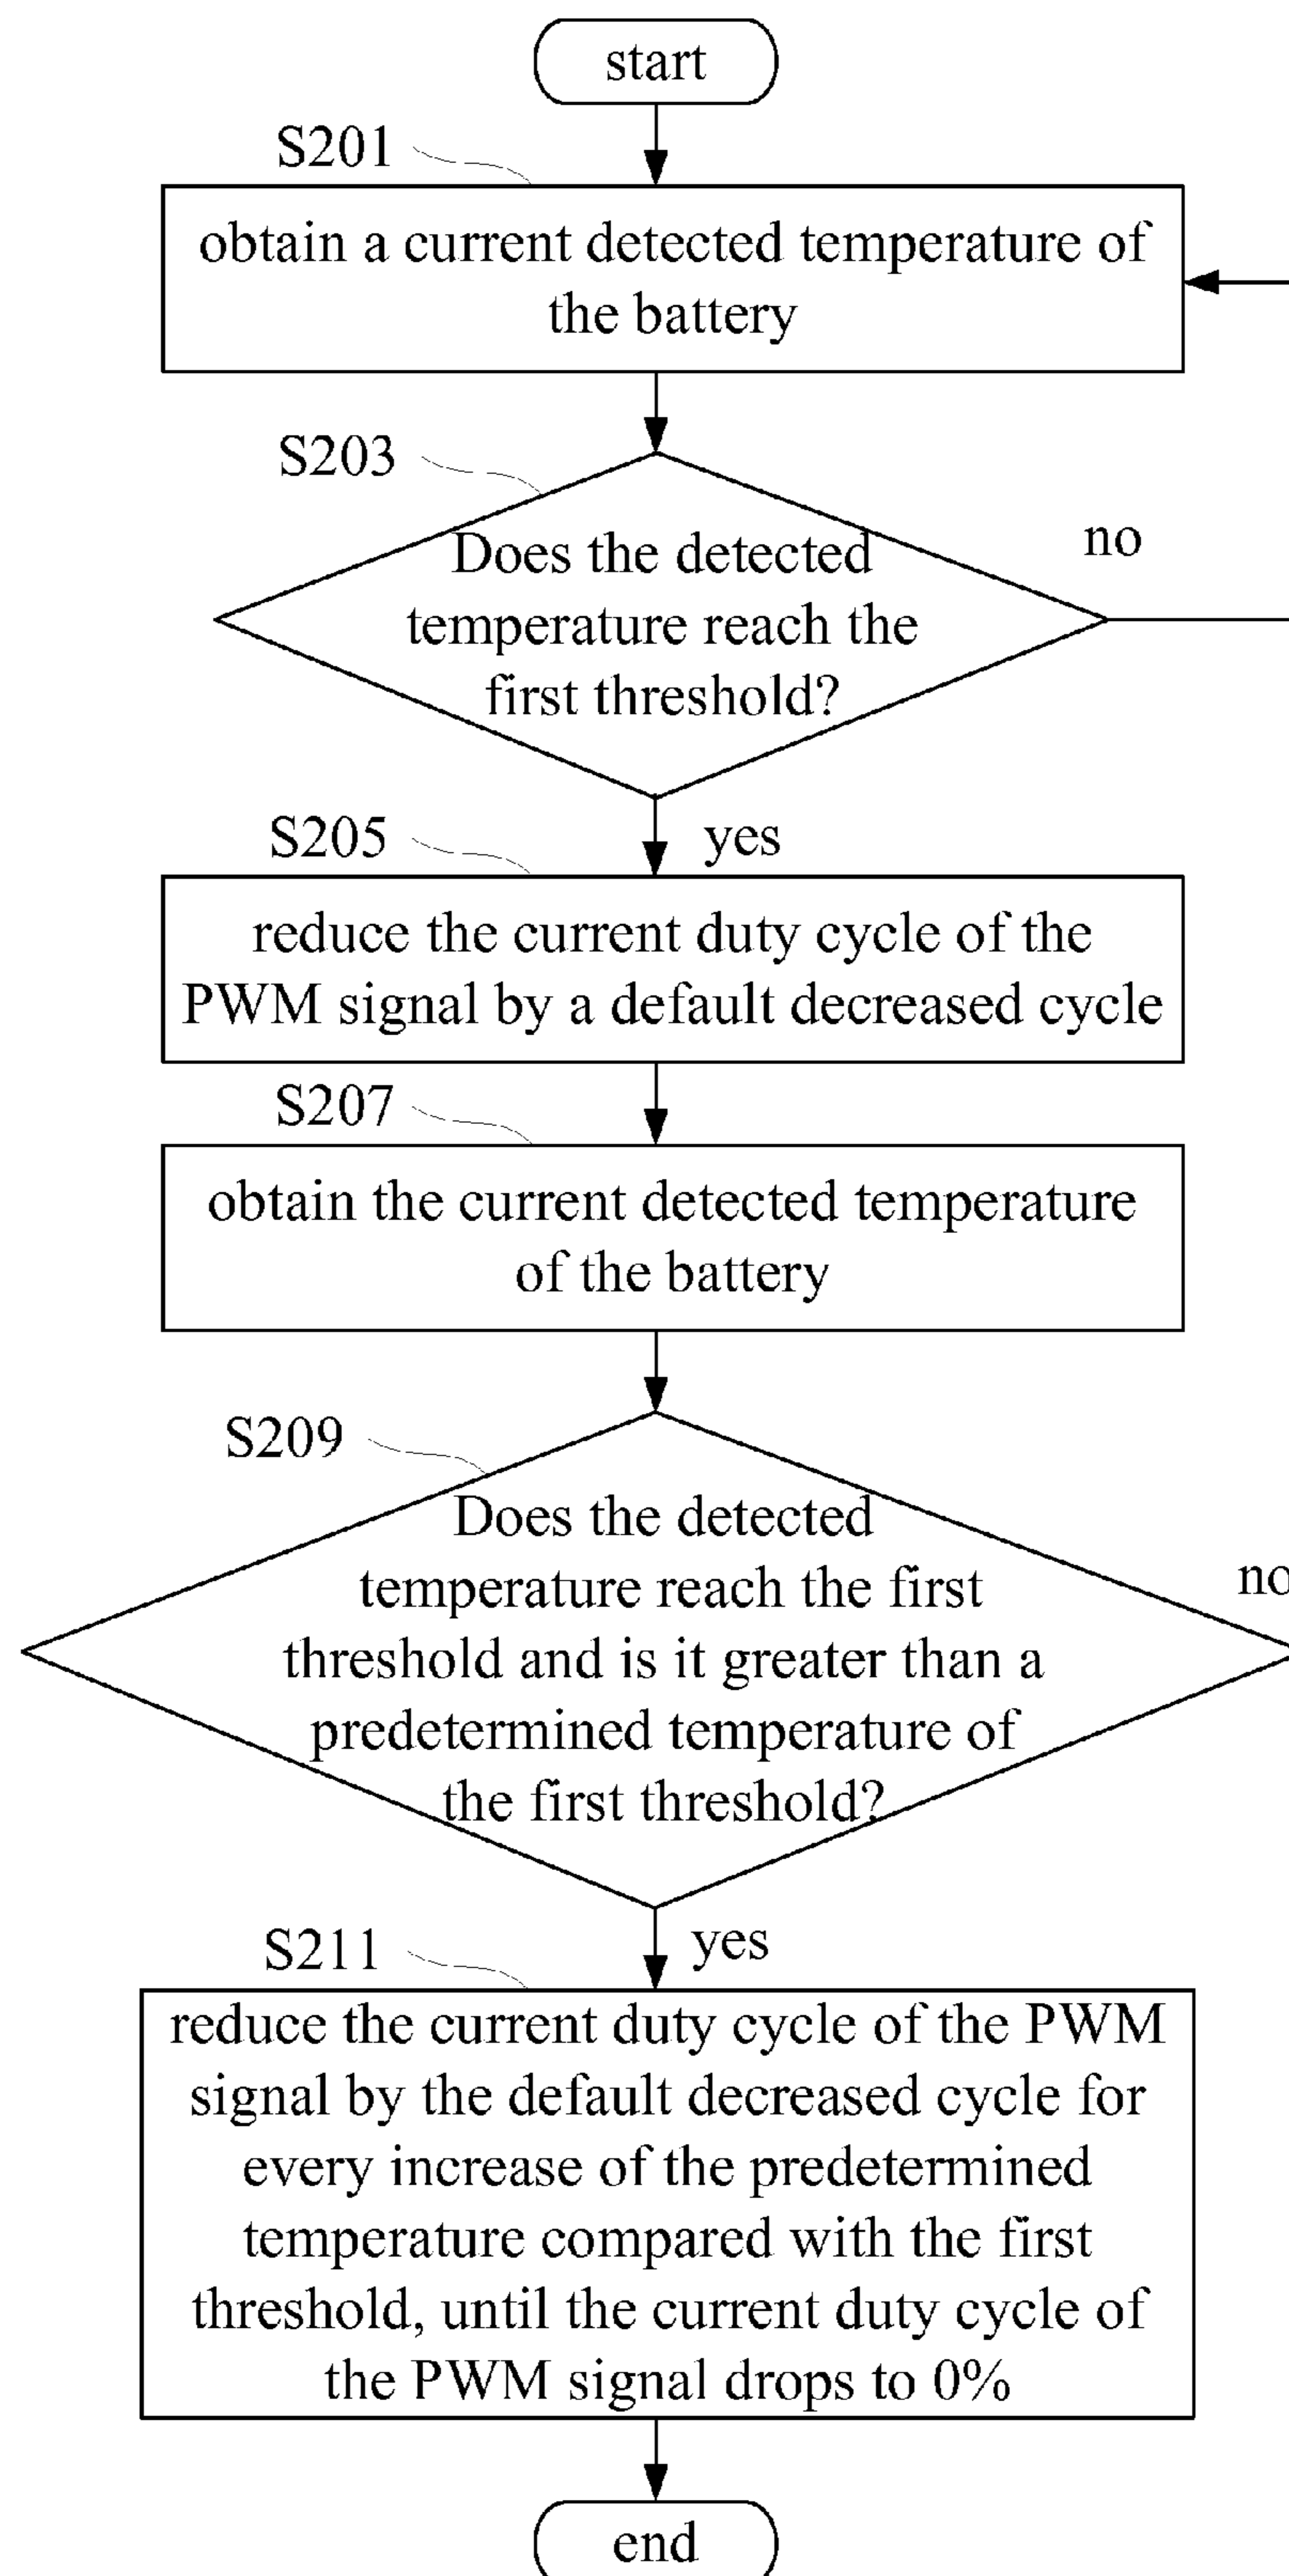 start
S201
obtain a current detected temperature of
the battery
S203
Does the detected
temperature reach the
first threshold?
no
yes
S205
reduce the current duty cycle of the
PWM signal by a default decreased cycle
S207
obtain the current detected temperature
of the battery
S209
Does the detected
temperature reach the first
threshold and is it greater than a
predetermined temperature of
the first threshold?
no
yes
S211
reduce the current duty cycle of the PWM
signal by the default decreased cycle for
every increase of the predetermined
temperature compared with the first
threshold, until the current duty cycle of
the PWM signal drops to 0%
end